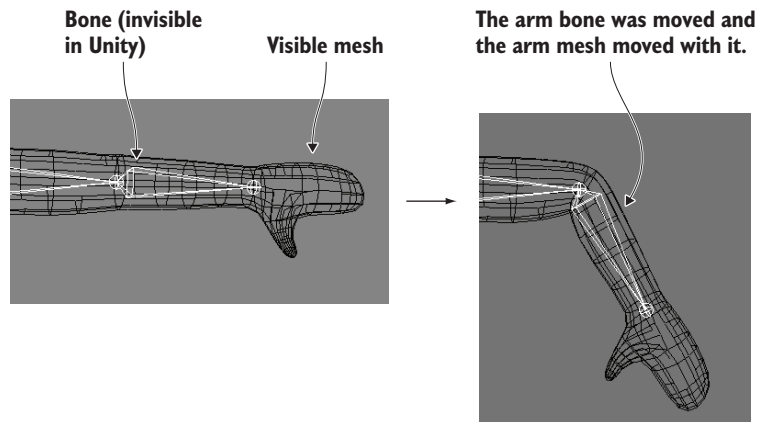 Bone (invisible
in Unity)
Visible mesh
The arm bone was moved and
the arm mesh moved with it.